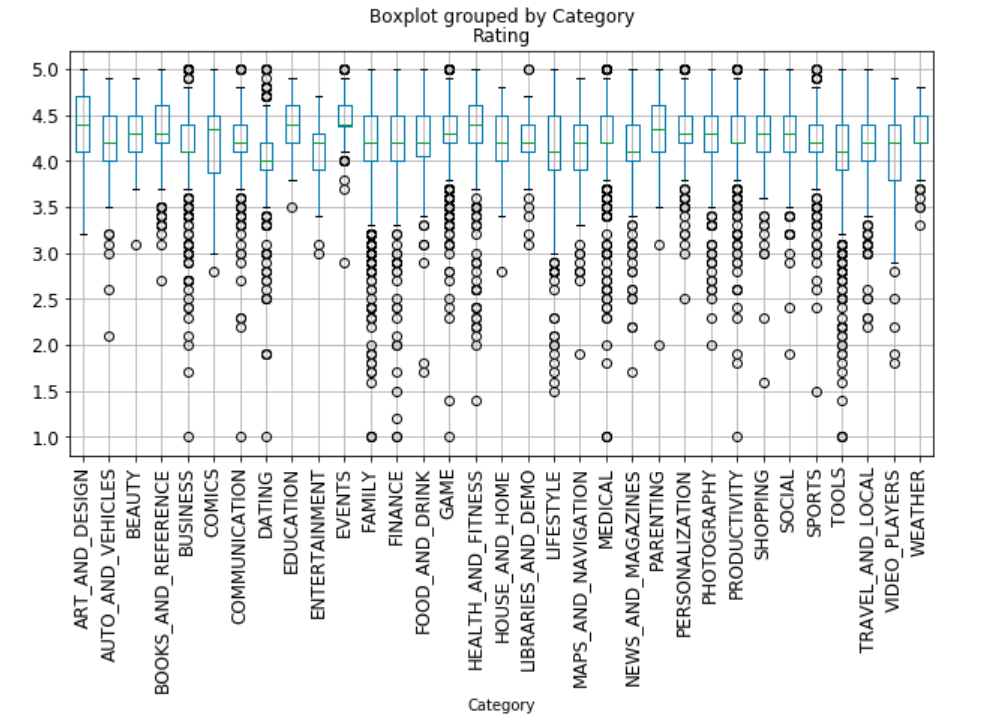 Boxplot grouped by Category
Rating
5.0
4.5
4.0
3.5
3.0
2.5
2.0
1.5
1.0
ART_AND_DESIGN
AUTO_AND_VEHICLES
BEAUTY
BOOKS_AND_REFERENCE
BUSINESS
COMICS
COMMUNICATION
DATING
EDUCATION
ENTERTAINMENT
EVENTS
FAMILY
FINANCE
FOOD_AND_DRINK
GAME
HEALTH_AND_FITNESS
HOUSE_AND_HOME
LIBRARIES_AND_DEMO
LIFESTYLE
MAPS_AND_NAVIGATION
MEDICAL
NEWS_AND_MAGAZINES
PARENTING
PERSONALIZATION
PHOTOGRAPHY
PRODUCTIVITY
SHOPPING
SOCIAL
SPORTS
TOOLS
TRAVEL_AND_LOCAL
VIDEO_PLAYERS
WEATHER
Category